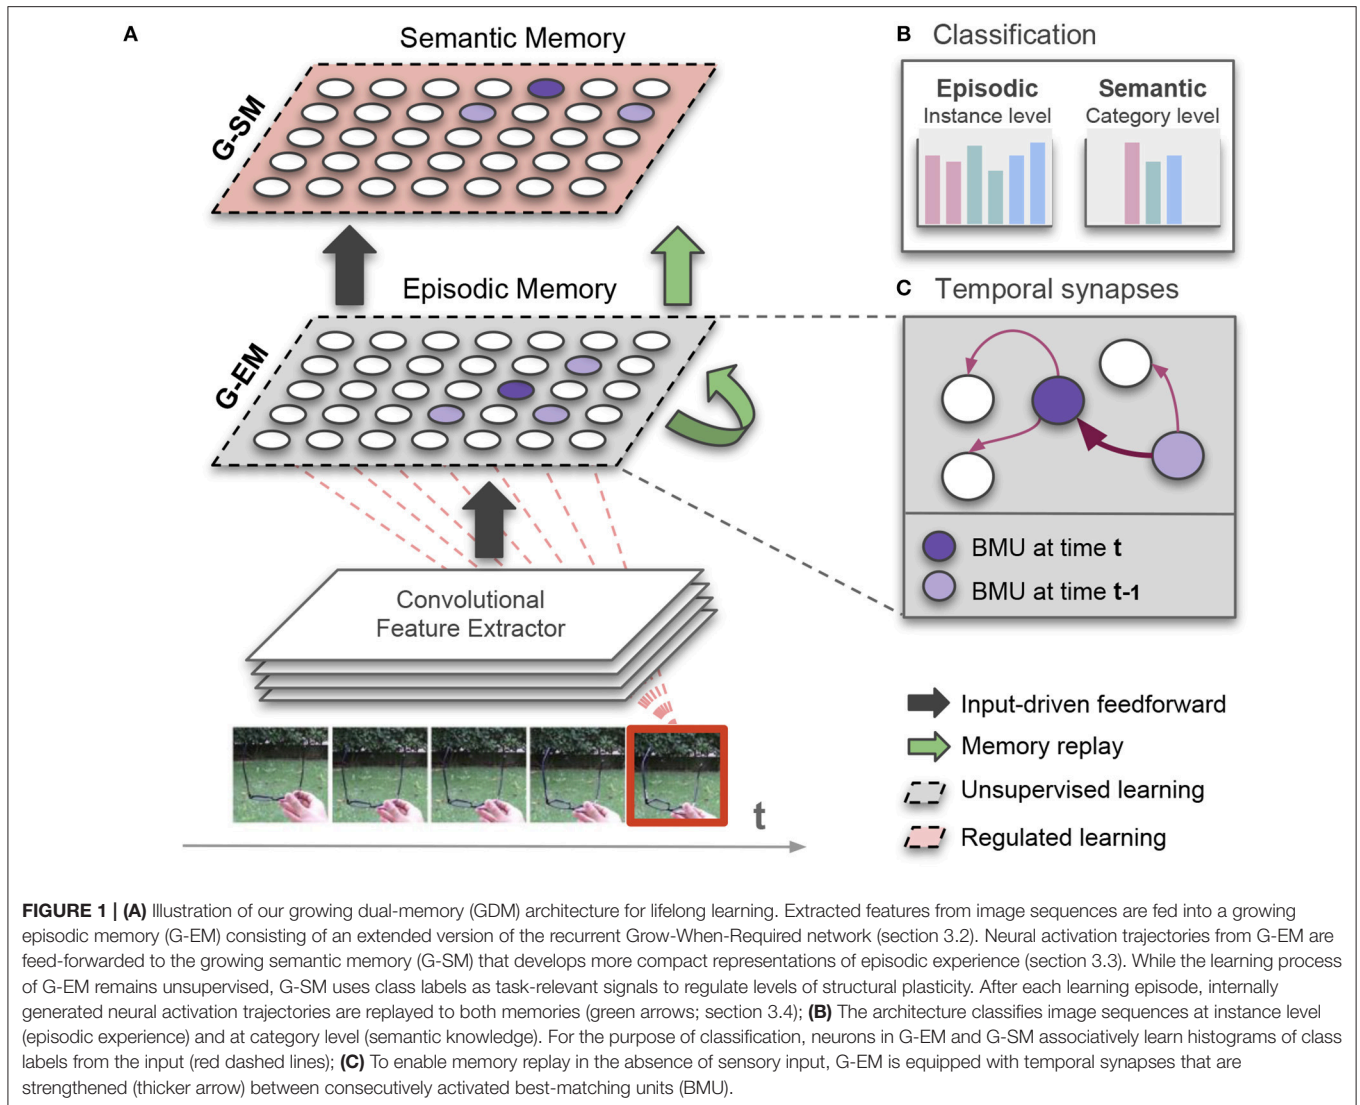 A
Semantic Memory
G-SM
Episodic Memory
G-EM
Convolutional
Feature Extractor
t
B Classification
Episodic
Instance level
Semantic
Category level
C Temporal synapses
BMU at time t
BMU at time t-1
Input-driven feedforward
Memory replay
Unsupervised learning
Regulated learning
FIGURE 1 | (A) Illustration of our growing dual-memory (GDM) architecture for lifelong learning. Extracted features from image sequences are fed into a growing
episodic memory (G-EM) consisting of an extended version of the recurrent Grow-When-Required network (section 3.2). Neural activation trajectories from G-EM are
feed-forwarded to the growing semantic memory (G-SM) that develops more compact representations of episodic experience (section 3.3). While the learning process
of G-EM remains unsupervised, G-SM uses class labels as task-relevant signals to regulate levels of structural plasticity. After each learning episode, internally
generated neural activation trajectories are replayed to both memories (green arrows; section 3.4); (B) The architecture classifies image sequences at instance level
(episodic experience) and at category level (semantic knowledge). For the purpose of classification, neurons in G-EM and G-SM associatively learn histograms of class
labels from the input (red dashed lines); (C) To enable memory replay in the absence of sensory input, G-EM is equipped with temporal synapses that are
strengthened (thicker arrow) between consecutively activated best-matching units (BMU).